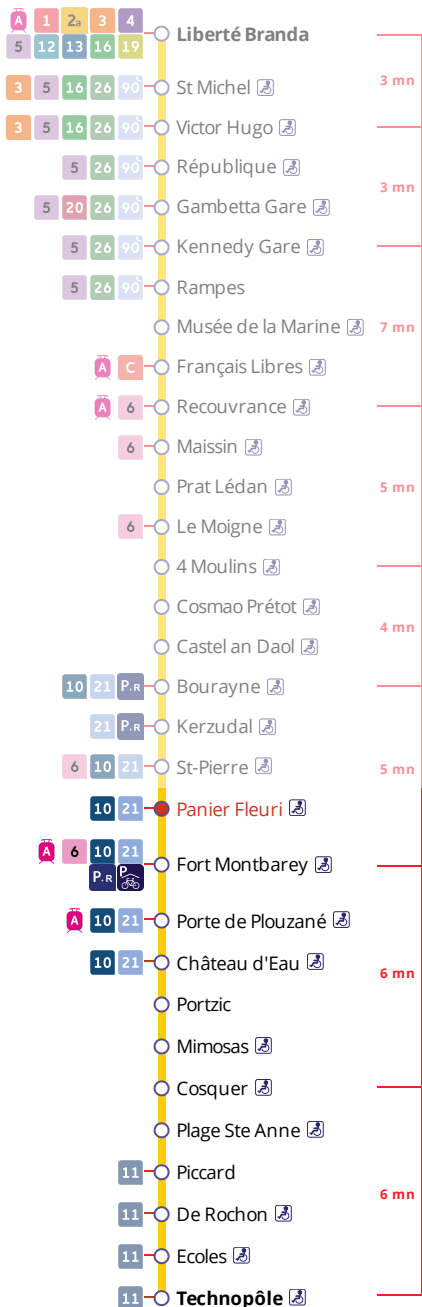 A 1 2a 3 4
5 12 13 16 19
Liberté Branda
3 5 16 26 90 St Michel
3 mn
3 5 16 26 90 Victor Hugo
5 26 90 République
3 mn
5 20 26 90 Gambetta Gare
5 26 90 Kennedy Gare
5 26 90 Rampes
Musée de la Marine 7 mn
A C Français Libres
A 6 Recouvrance
6 Maissin
Prat Lédan 5 mn
6 Le Moigne
4 Moulins
Cosmao Prétot
4 mn
Castel an Daol
10 21 P.R Bourayne
21 P.R Kerzudal
6 10 21 St-Pierre 5 mn
10 21 Panier Fleuri
A 6 10 21
Fort Montbarey
P.R P
A 10 21 Porte de Plouzané
10 21 Château d'Eau
6 mn
Portzic
Mimosas
Cosquer
Plage Ste Anne
11 Piccard
6 mn
11 De Rochon
11 Ecoles
11 Technopôle